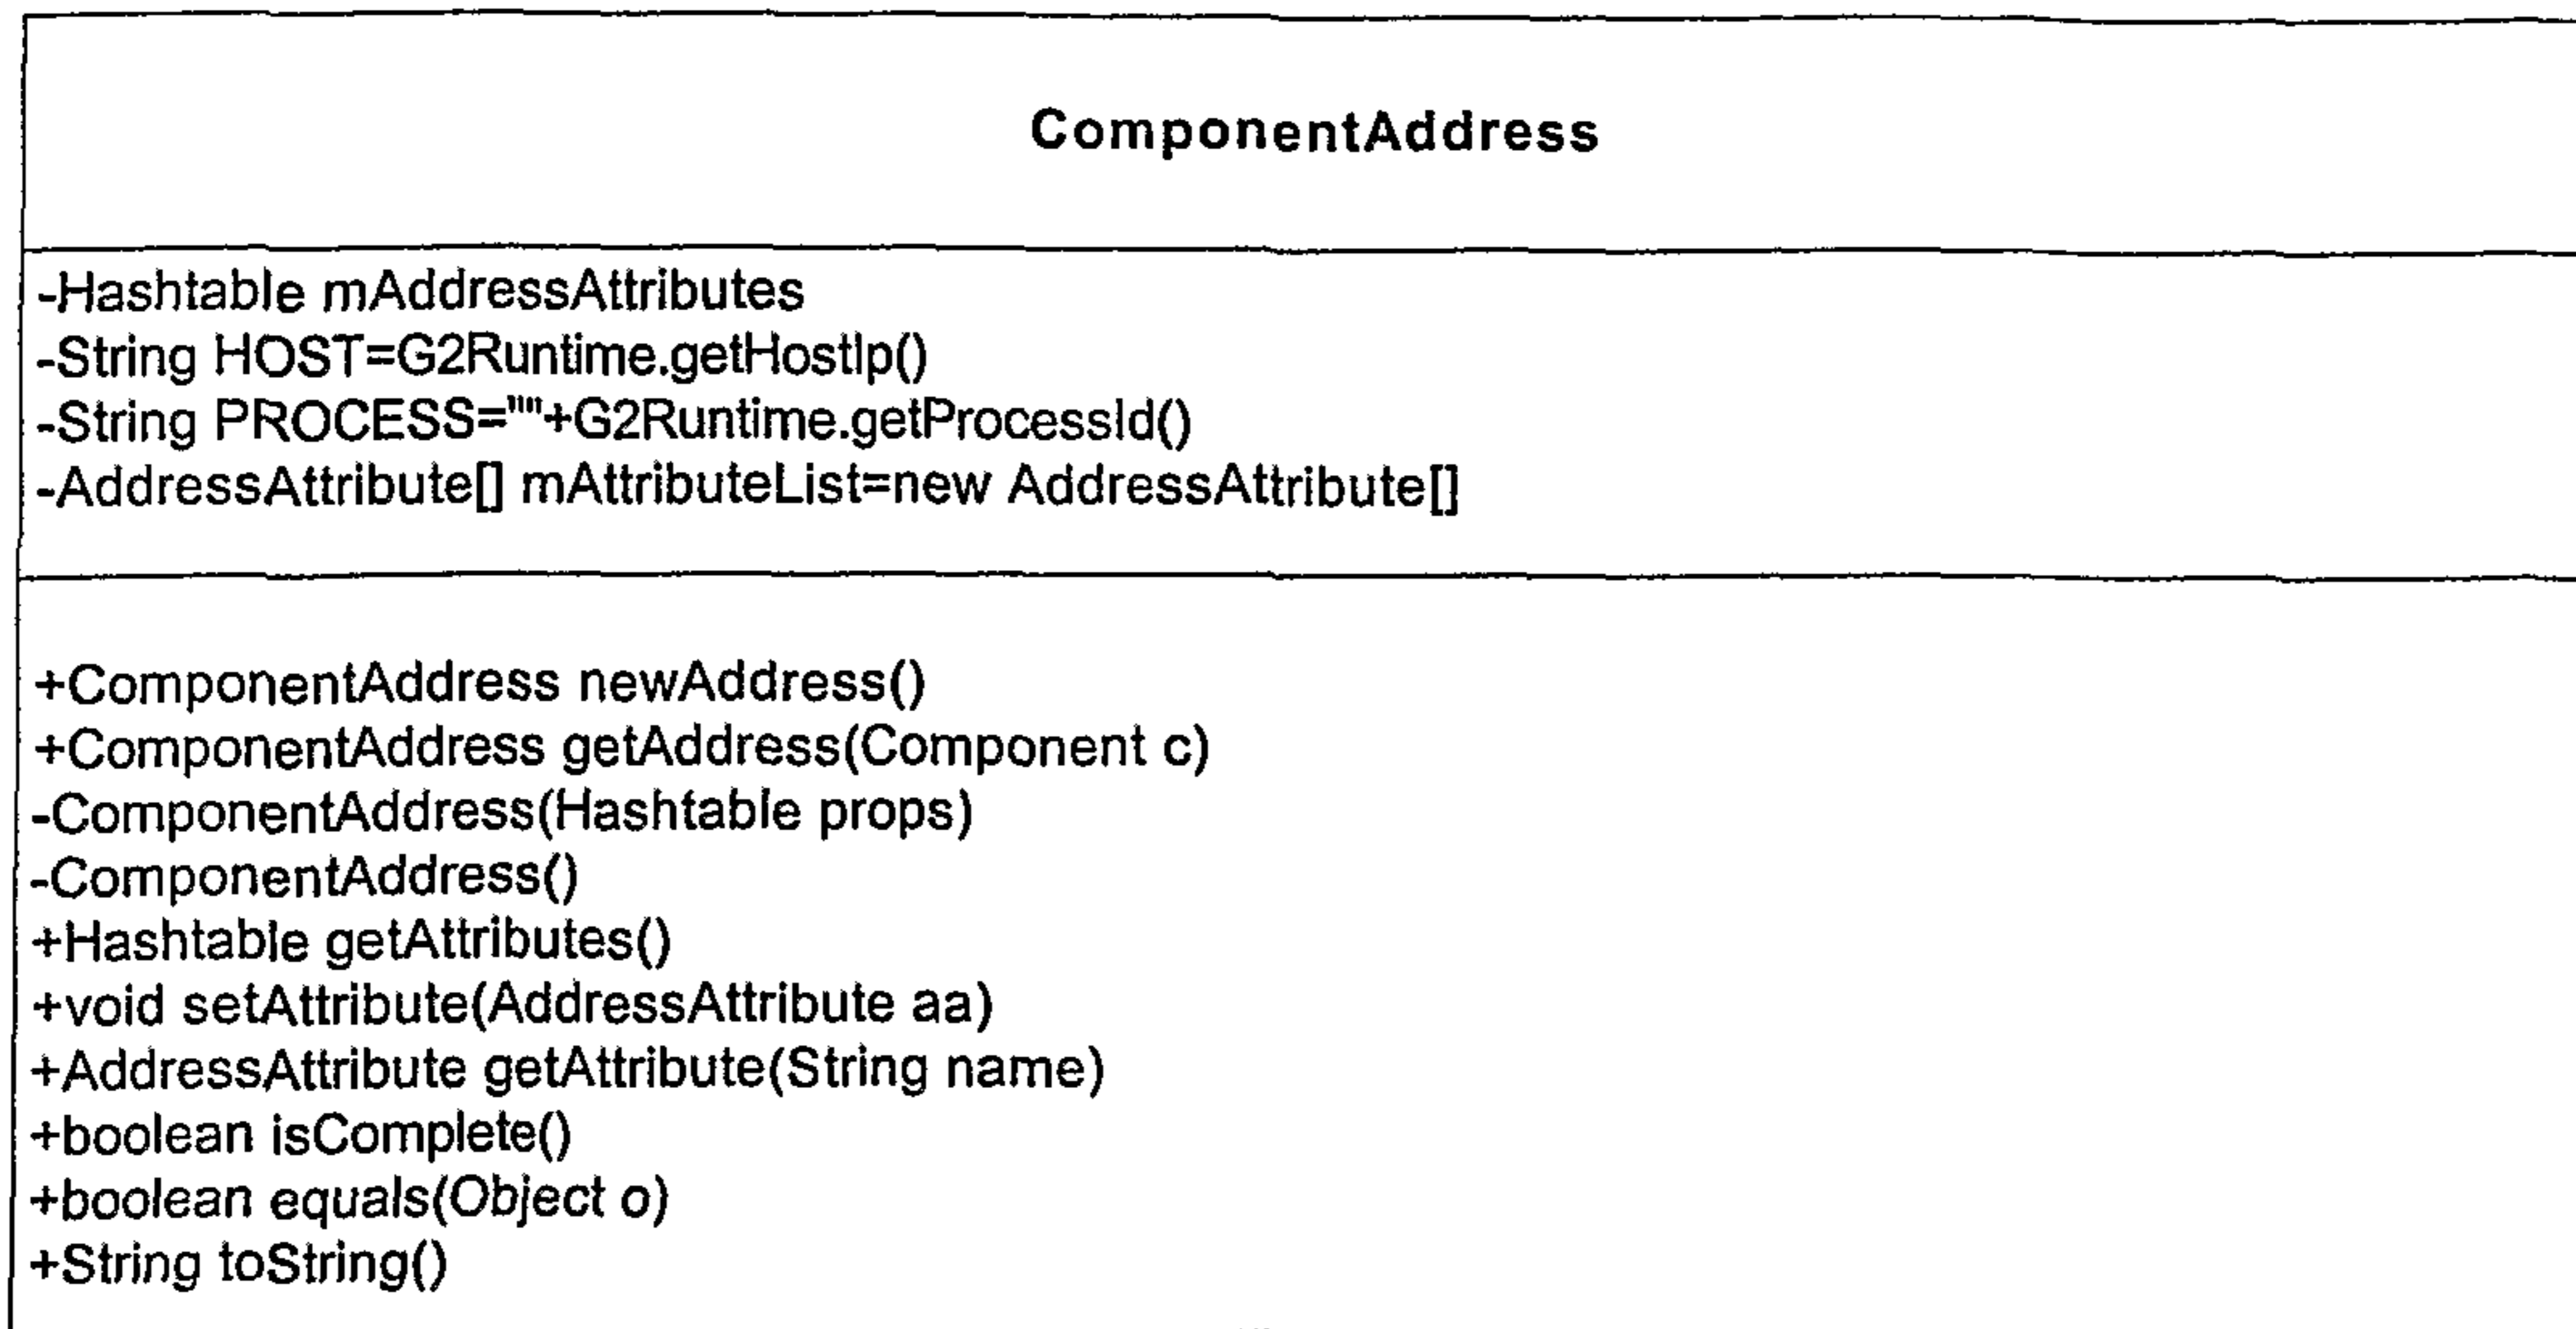 ComponentAddress
-Hashtable mAddressAttributes
-String HOST=G2Runtime.getHostIp()
-String PROCESS=""+G2Runtime.getProcessId()
-AddressAttribute[] mAttributeList=new AddressAttribute[]
+ComponentAddress newAddress()
+ComponentAddress getAddress(Component c)
-ComponentAddress(Hashtable props)
-ComponentAddress()
+Hashtable getAttributes()
+void setAttribute(AddressAttribute aa)
+AddressAttribute getAttribute(String name)
+boolean isComplete()
+boolean equals(Object o)
+String toString()